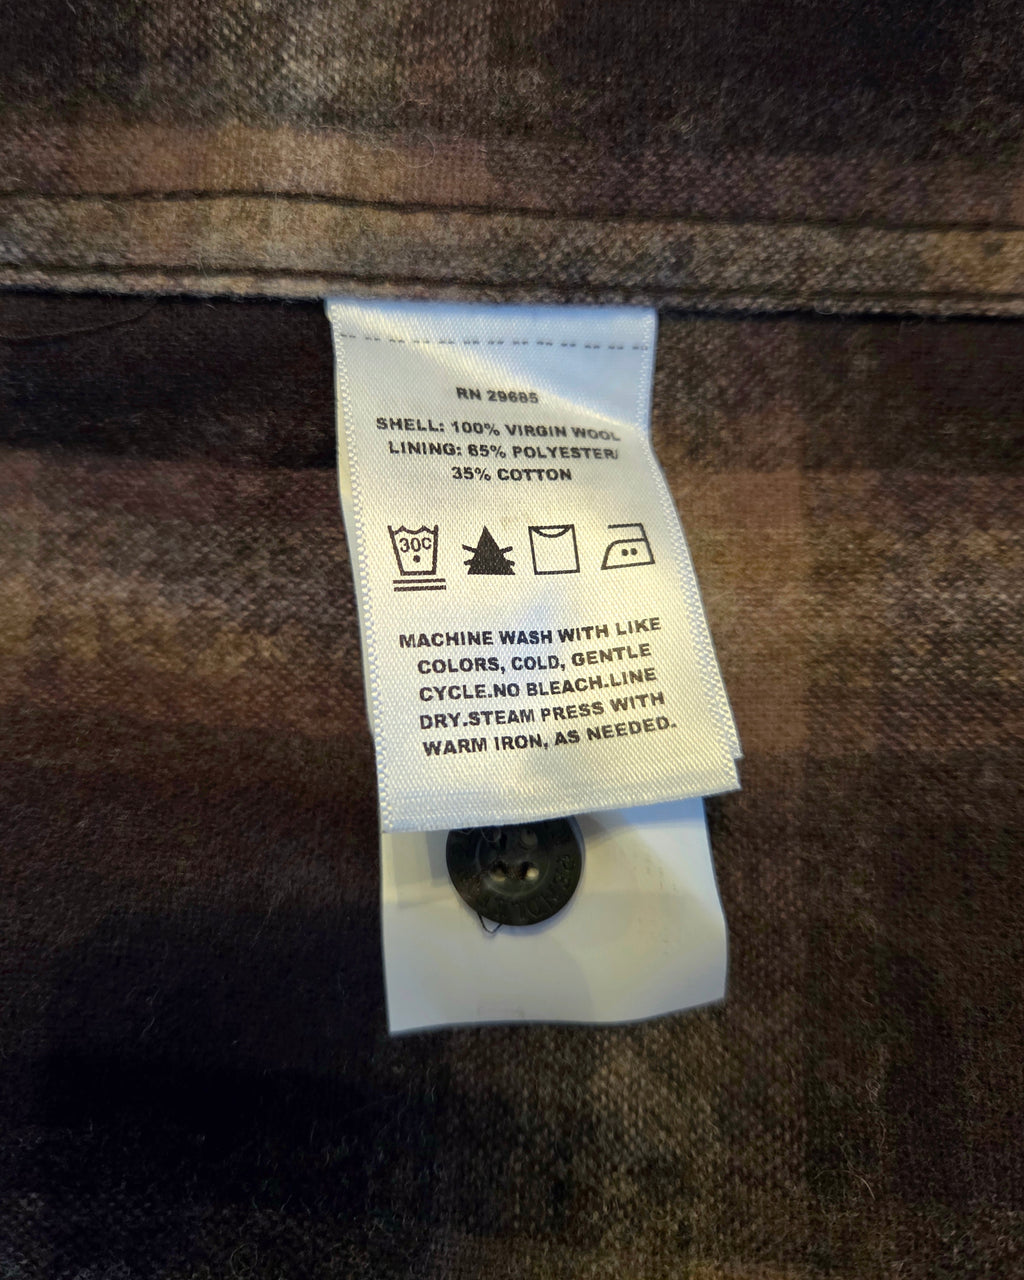 RN 29685
SHELL: 100% VIRGIN WOOL
LINING: 65% POLYESTER/
35% COTTON
30C
MACHINE WASH WITH LIKE
COLORS, COLD, GENTLE
CYCLE.NO BLEACH.LINE
DRY.STEAM PRESS WITH
WARM IRON, AS NEEDED.